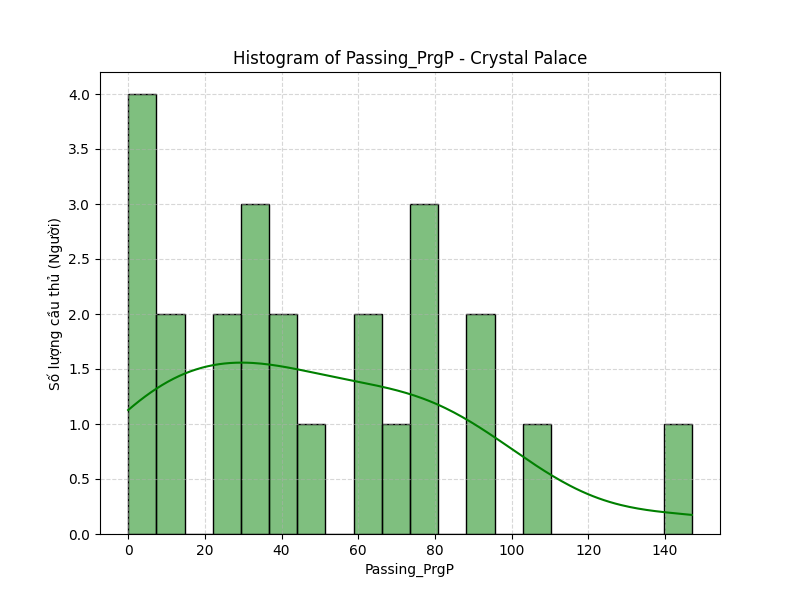 Histogram of Passing_PrgP - Crystal Palace
4.0
3.5
3.0
2.5
2.0
1.5
1.0
0.5
0.0
Số lượng cầu thủ (Người)
0 20 40 60 80 100 120 140
Passing_PrgP